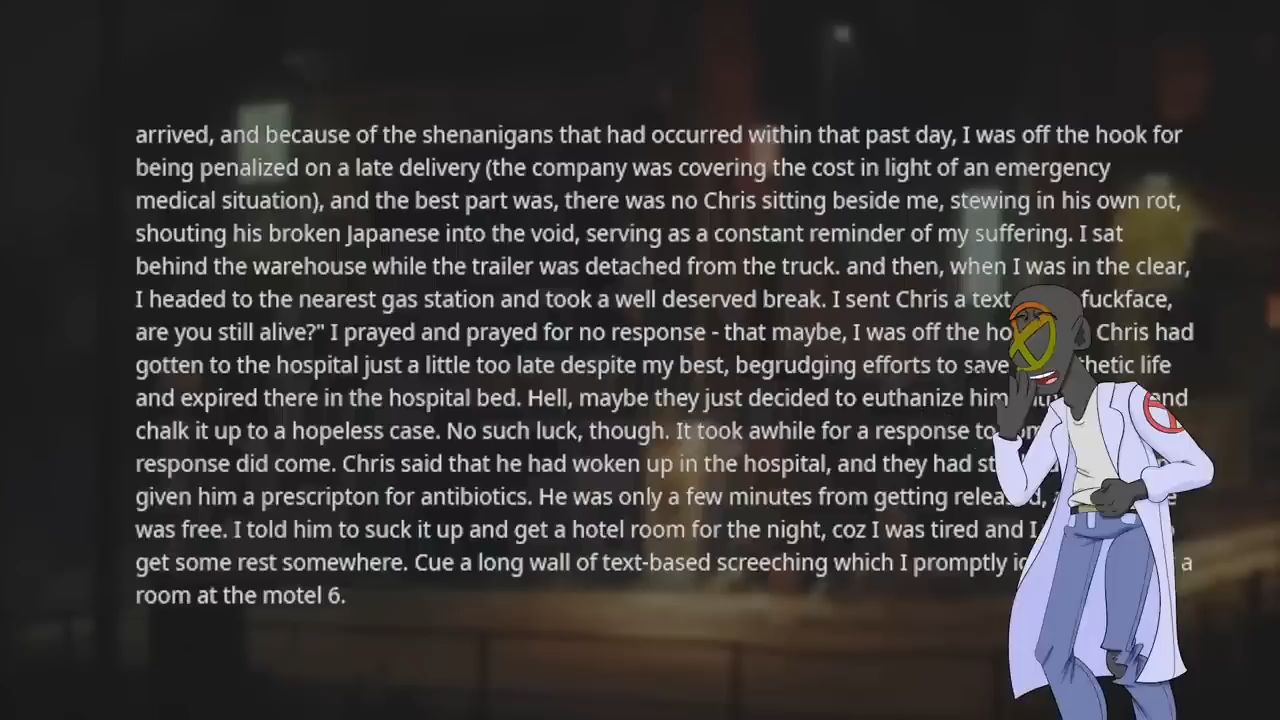 arrived, and because of the shenanigans that had occurred within that past day, I was off the hook for
being penalized on a late delivery (the company was covering the cost in light of an emergency
medical situation), and the best part was, there was no Chris sitting beside me, stewing in his own rot,
shouting his broken Japanese into the void, serving as a constant reminder of my suffering. I sat
behind the warehouse while the trailer was detached from the truck. and then, when I was in the clear,
I headed to the nearest gas station and took a well deserved break. I sent Chris a text fuckface,
are you still alive?" I prayed and prayed for no response - that maybe, I was off the Chris had
gotten to the hospital just a little too late despite my best, begrudging efforts to save life
and expired there in the hospital bed. Hell, maybe they just decided to euthanize him and
chalk it up to a hopeless case. No such luck, though. It took awhile for a response to
response did come. Chris said that he had woken up in the hospital, and they had
given him a prescripton for antibiotics. He was only a few minutes from getting
was free. I told him to suck it up and get a hotel room for the night, coz I was tired and I
get some rest somewhere. Cue a long wall of text-based screeching which I promptly a
room at the motel 6.